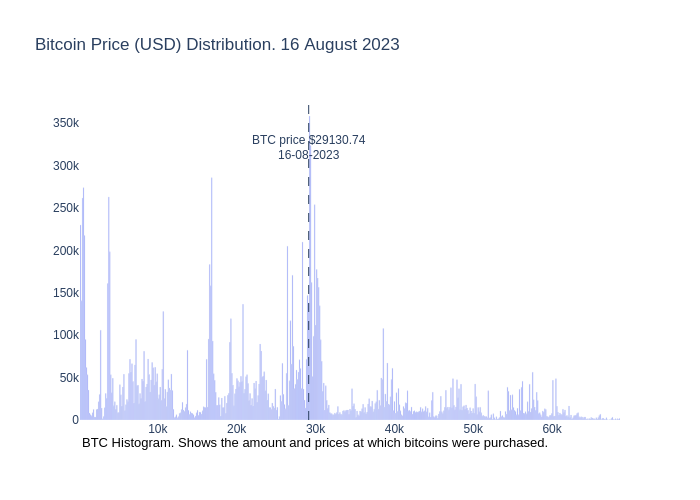 Bitcoin Price (USD) Distribution. 16 August 2023
350k
BTC price $29130.74
16-08-2023
300k
250k
200k
150k
100k
50k
0
10k 20k 30k 40k 50k 60k
BTC Histogram. Shows the amount and prices at which bitcoins were purchased.